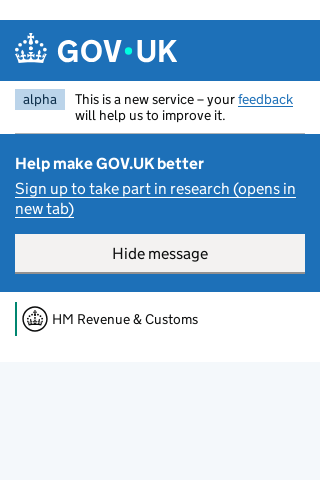 GOV•UK
alpha
This is a new service – your feedback
will help us to improve it.
Help make GOV.UK better
Sign up to take part in research (opens in
new tab)
Hide message
HM Revenue & Customs